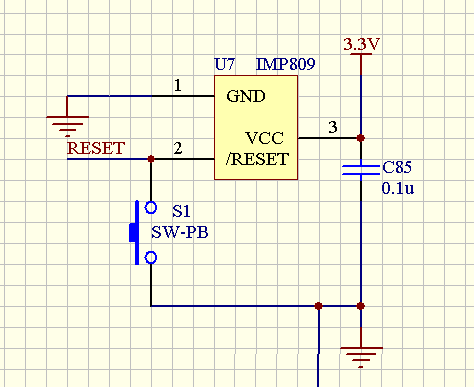 3.3V
U7 IMP809
1
GND
RESET
2
VCC
3
/RESET
C85
0.1u
S1
SW-PB